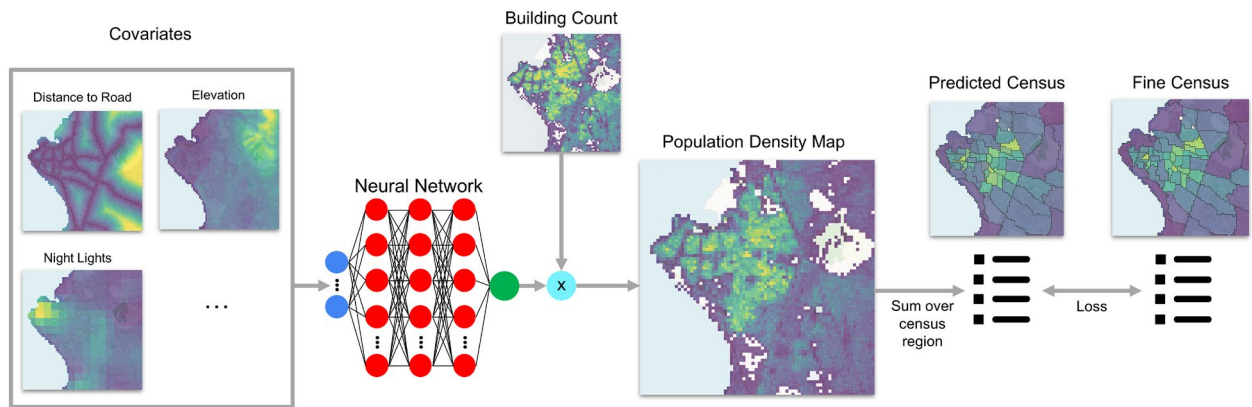 Covariates
Distance to Road
Elevation
Night Lights
...
Neural Network
Building Count
x
Population Density Map
Sum over
census
region
Predicted Census
Loss
Fine Census